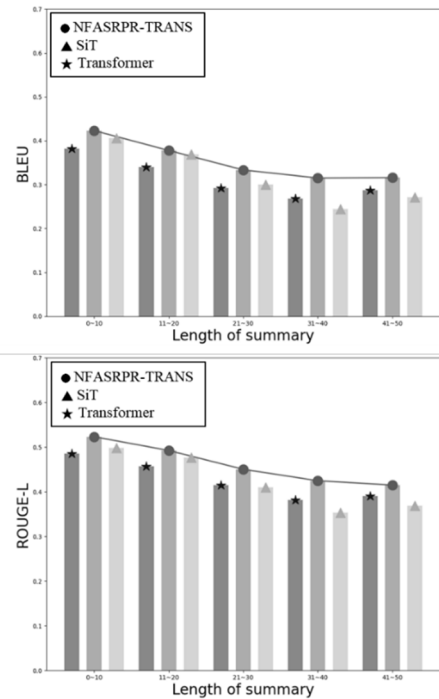 0.7
NFASRPR-TRANS
SiT
Transformer
0.6
0.5
0.4
BLEU
0.3
0.2
0.1
0.0
0~10 11~20 21~30 31~40 41~50
Length of summary
0.7
NFASRPR-TRANS
SiT
Transformer
0.6
0.5
0.4
ROUGE-L
0.3
0.2
0.1
0.0
0~10 11~20 21~30 31~40 41~50
Length of summary